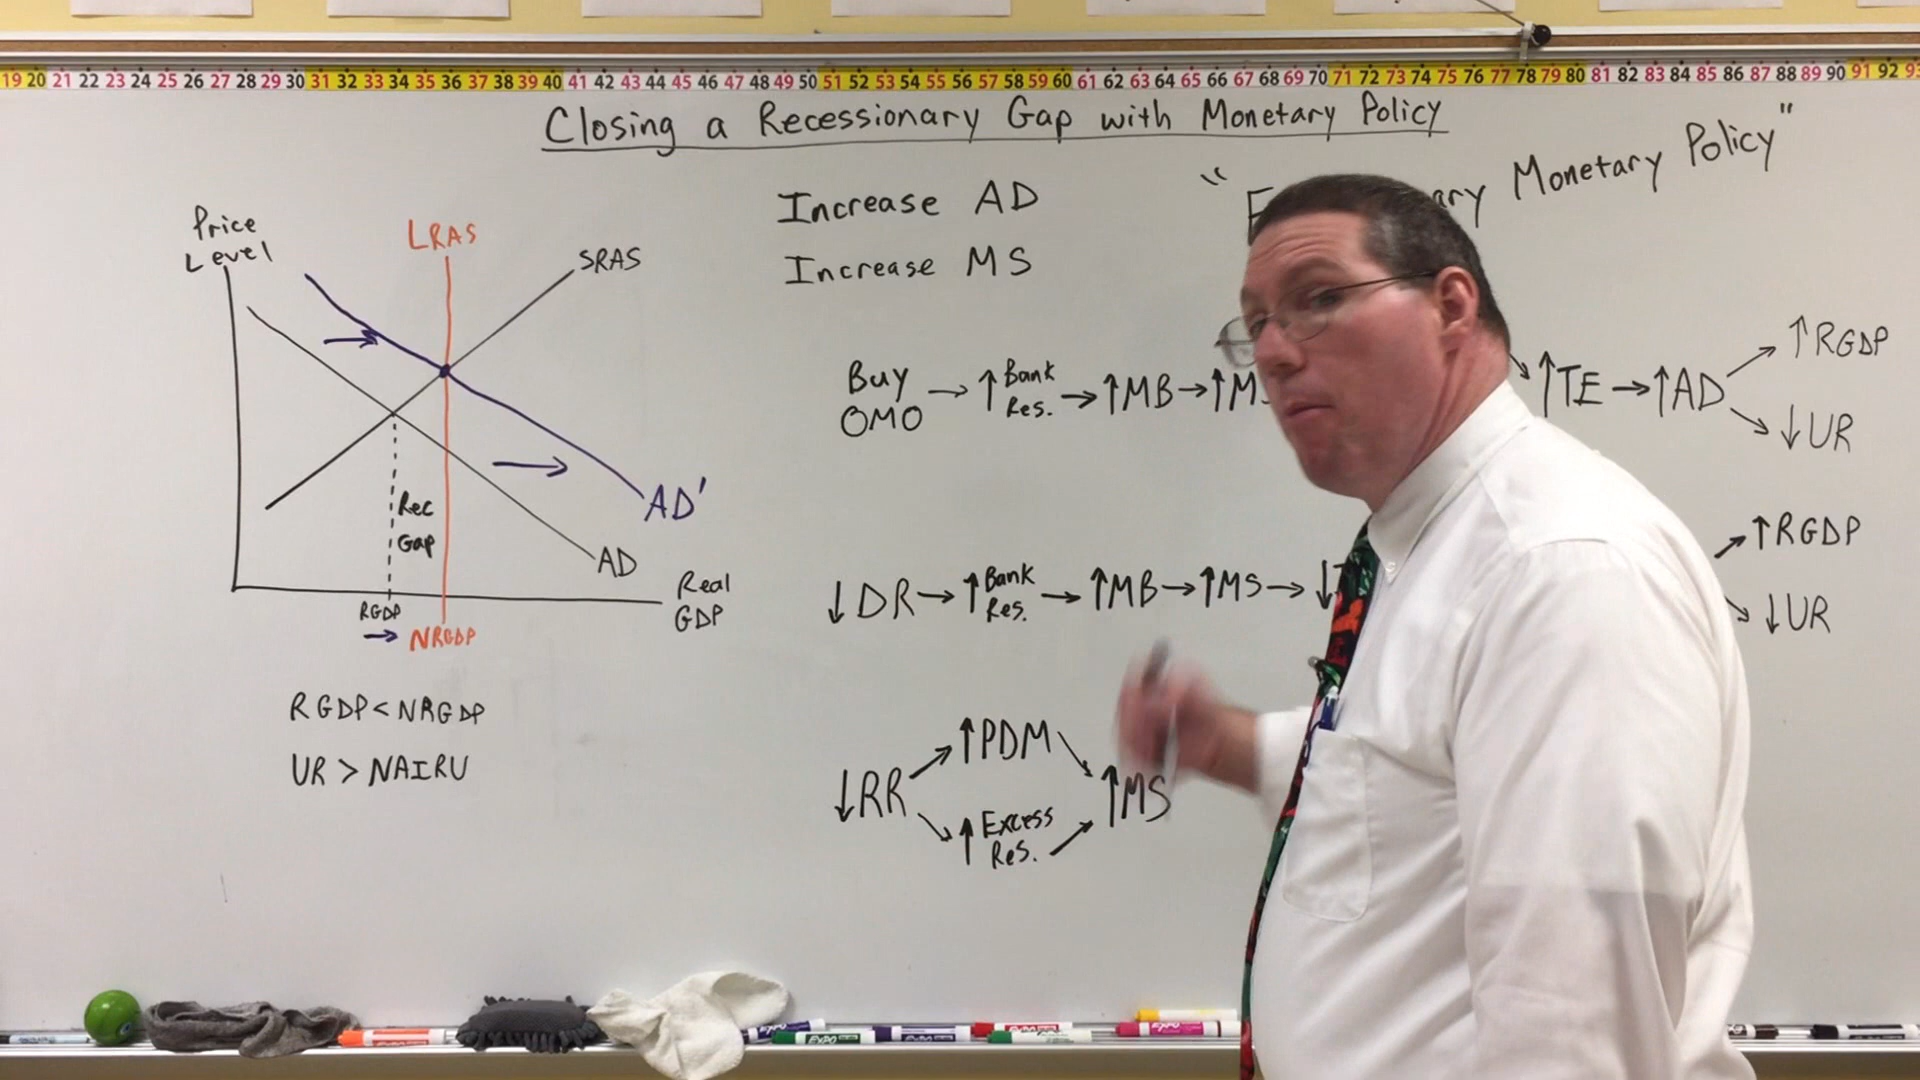 19 20 21 22 23 24 25 26 27 28 29 30 31 32 33 34 35 36 37 38 39 40 41 42 43 44 45 46 47 48 49 50 51 52 53 54 55 56 57 58 59 60 61 62 63 64 65 66 67 68 69 70 71 72 73 74 75 76 77 78 79 80 81 82 83 84 85 86 87 88 89 90 91 92
Closing a Recessionary Gap with Monetary Policy
Monetary Policy"
Increase AD
Increase MS
Price
Level
LRAS
SRAS
AD'
AD
Rec
Gap
Real
GDP
RGDP
→ NRGDP
RGDP < NRGDP
UR > NAIRU
Buy
OMO → ↑ Bank
Res. → ↑MB → ↑MS
↑TE → ↑AD
↑RGDP
↓UR
↓DR → ↑ Bank
Res. → ↑MB → ↑MS → ↓
↑RGDP
↓UR
↓RR
↑PDM
↑ Excess
Res.
↑MS
EXPO
EXPO